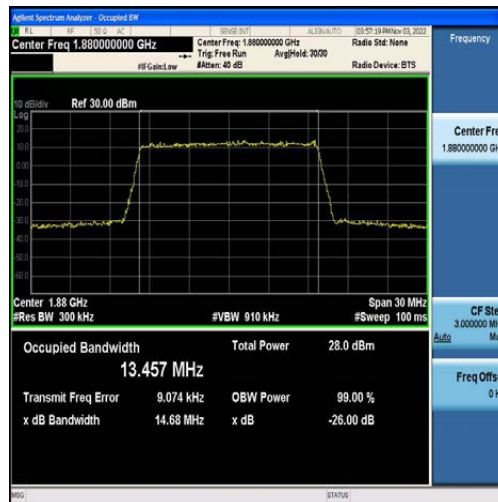 Agilent Spectrum Analyzer - Occupied BW
RL RF 50 Ω AC SENSE:INT ALIGNAUTO 03:57:19 PM Nov 03, 2022
Center Freq 1.880000000 GHz
Center Freq: 1.880000000 GHz
Radio Std: None
Trig: Free Run Avg|Hold: 30/30
#IFGain:Low #Atten: 40 dB Radio Device: BTS
Frequency
10 dB/div Ref 30.00 dBm
Log
20.0
10.0
0.00
-10.0
-20.0
-30.0
-40.0
-50.0
-60.0
Center Fre
1.880000000 GH
Center 1.88 GHz Span 30 MHz
#Res BW 300 kHz #VBW 910 kHz #Sweep 100 ms
CF Ste
3.000000 MH
Auto Ma
Occupied Bandwidth Total Power 28.0 dBm
13.457 MHz
Transmit Freq Error 9.074 kHz OBW Power 99.00 %
x dB Bandwidth 14.68 MHz x dB -26.00 dB
Freq Offs
0 H
MSG STATUS